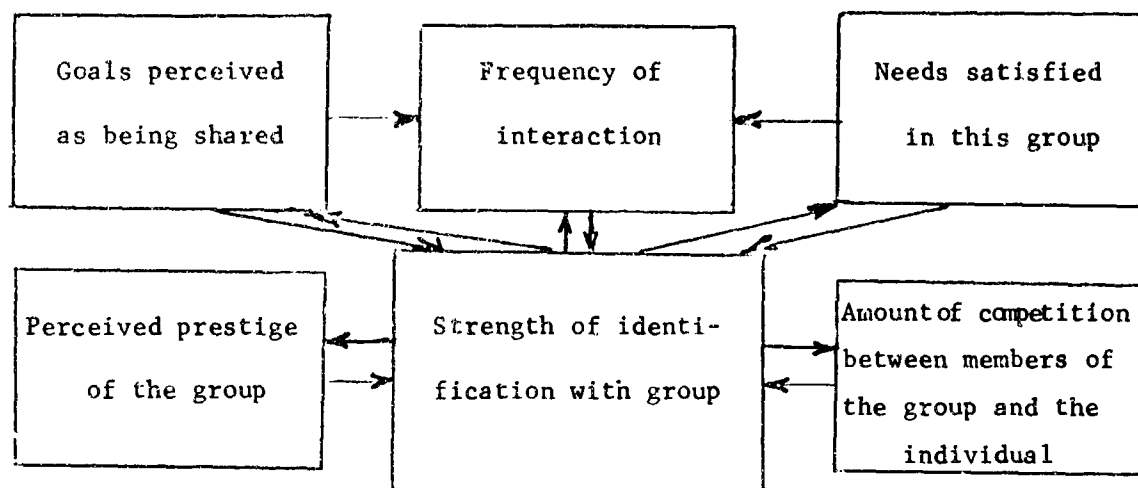 Goals perceived
as being shared
Frequency of
interaction
Needs satisfied
in this group
Perceived prestige
of the group
Strength of identi-
fication with group
Amount of competition
between members of
the group and the
individual